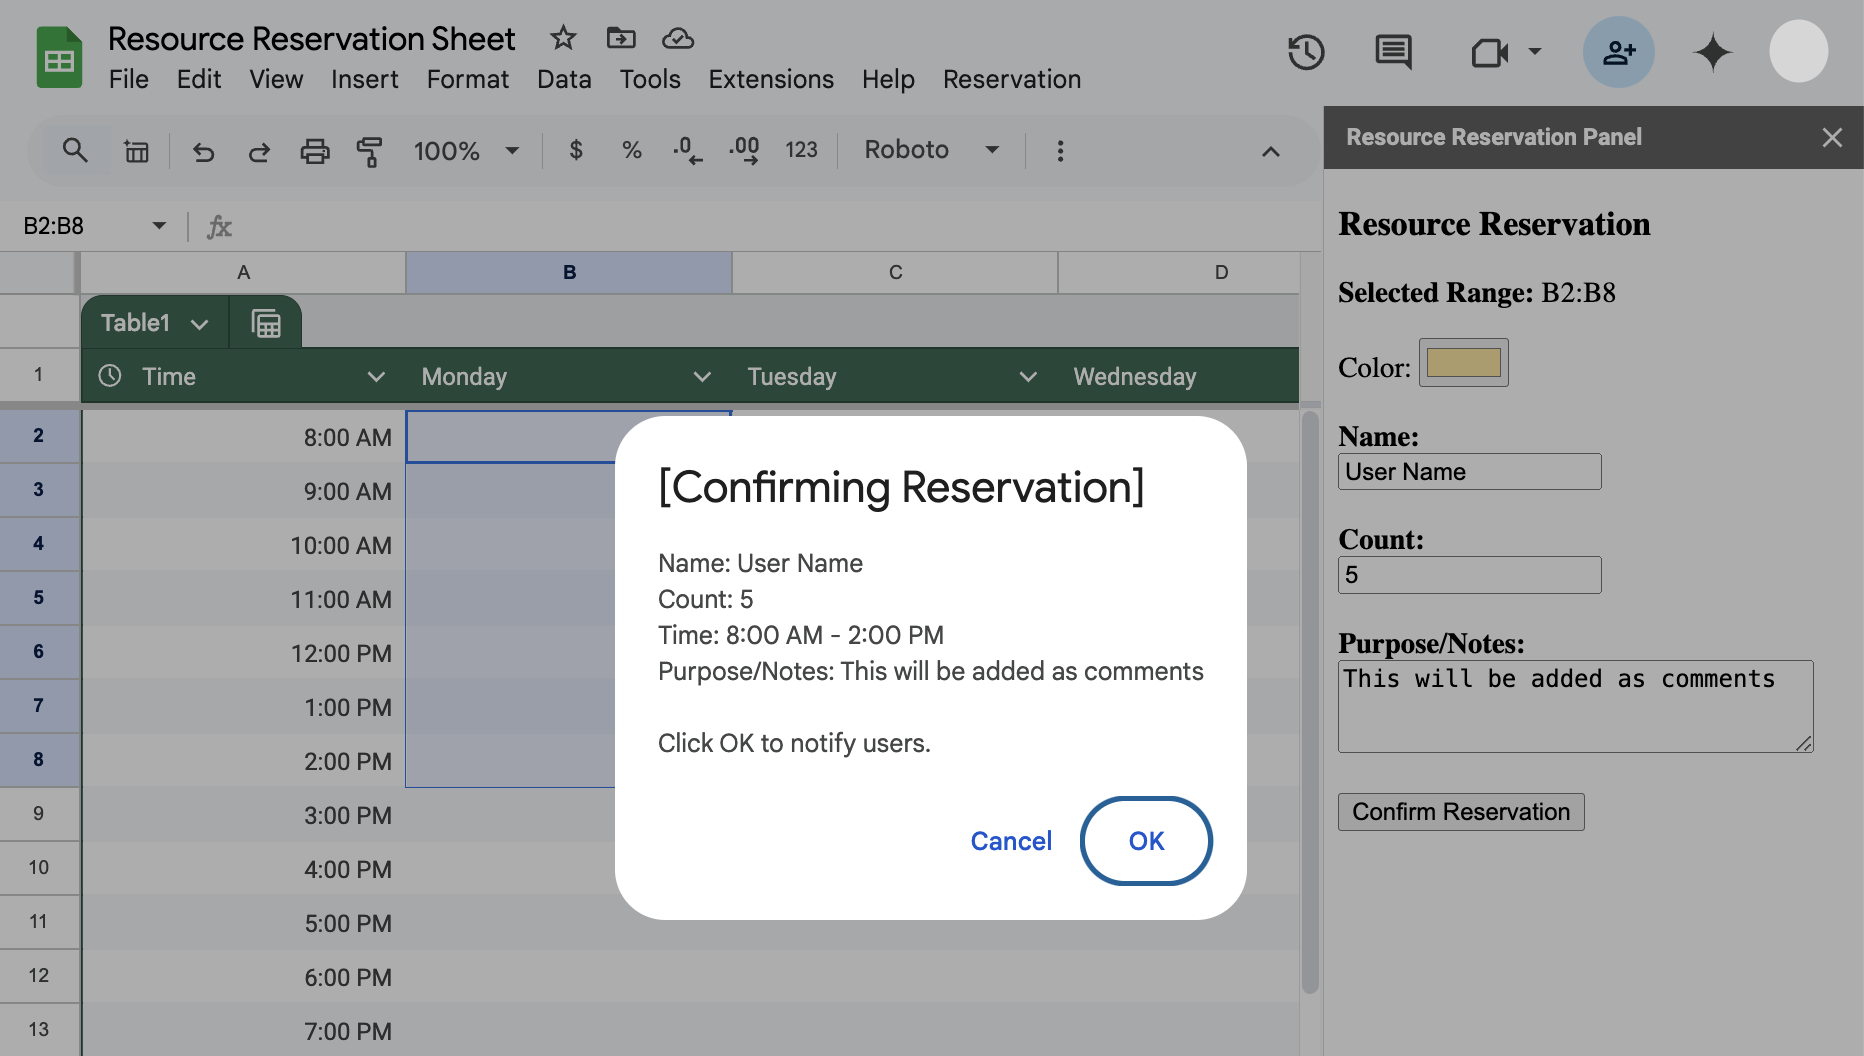 Resource Reservation Sheet
File Edit View Insert Format Data Tools Extensions Help Reservation
100% $ % .0 .00 123 Roboto
B2:B8 fx
A B C D
Table1
1 Time Monday Tuesday Wednesday
2 8:00 AM
3 9:00 AM
4 10:00 AM
5 11:00 AM
6 12:00 PM
7 1:00 PM
8 2:00 PM
9 3:00 PM
10 4:00 PM
11 5:00 PM
12 6:00 PM
13 7:00 PM
[Confirming Reservation]
Name: User Name
Count: 5
Time: 8:00 AM - 2:00 PM
Purpose/Notes: This will be added as comments
Click OK to notify users.
Cancel OK
Resource Reservation Panel
Resource Reservation
Selected Range: B2:B8
Color:
Name:
User Name
Count:
5
Purpose/Notes:
This will be added as comments
Confirm Reservation